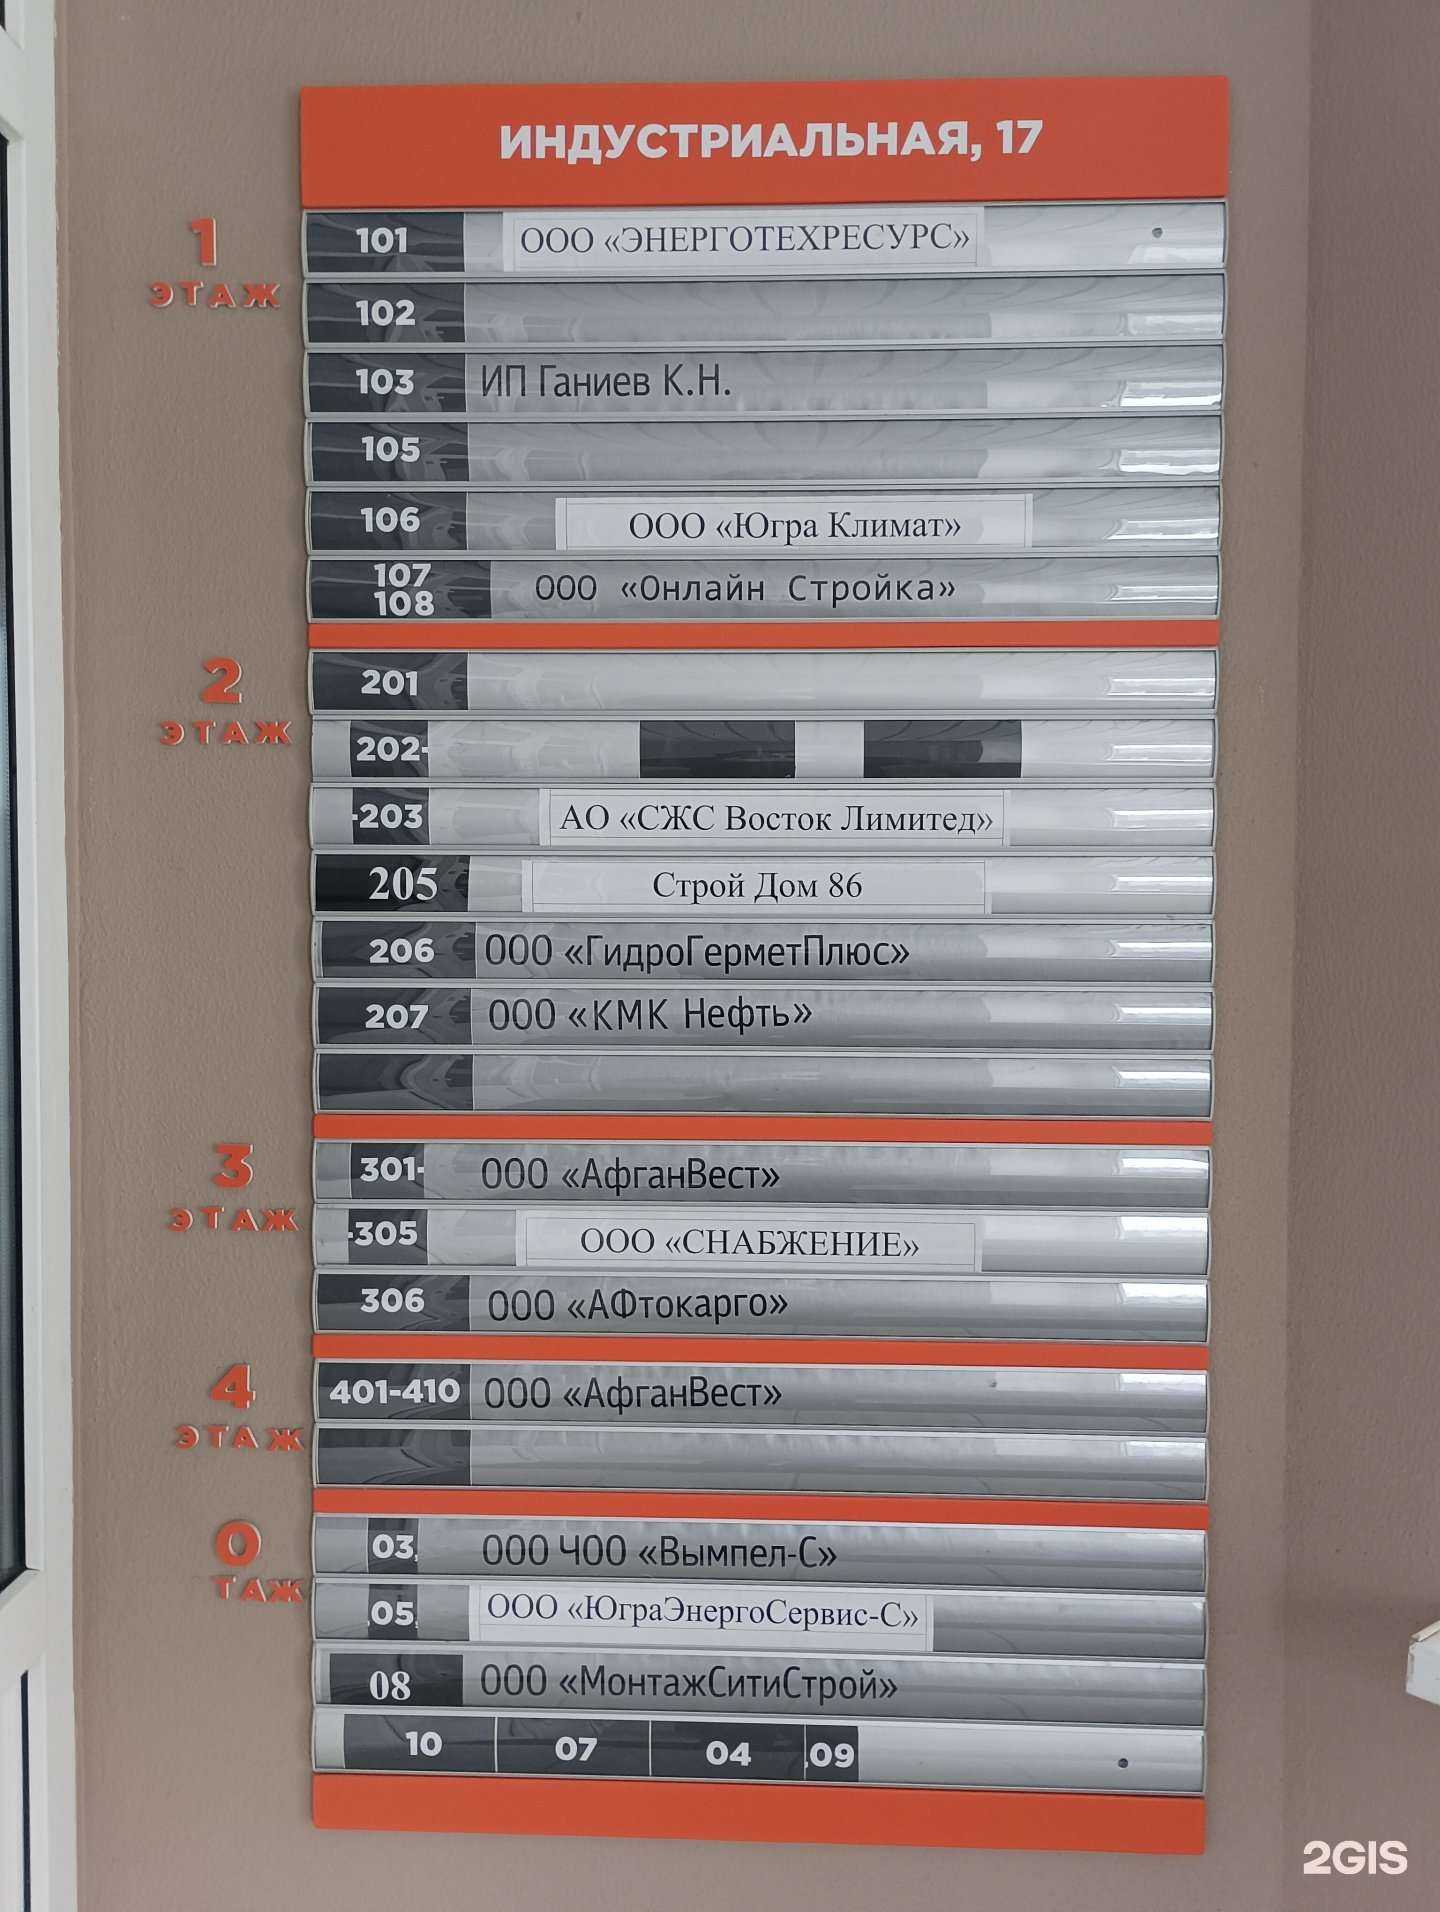 ИНДУСТРИАЛЬНАЯ, 17
1 ЭТАЖ
101 ООО «ЭНЕРГОТЕХРЕСУРС»
102
103 ИП Ганиев К.Н.
105
106 ООО «Югра Климат»
107
108 ООО «Онлайн Стройка»
2 ЭТАЖ
201
202-
-203 АО «СЖС Восток Лимитед»
205 Строй Дом 86
206 ООО «ГидроГерметПлюс»
207 ООО «КМК Нефть»
3 ЭТАЖ
301- ООО «АфганВест»
-305 ООО «СНАБЖЕНИЕ»
306 ООО «АФтокарго»
4 ЭТАЖ
401-410 ООО «АфганВест»
0 ТАЖ
03, ООО ЧОО «Вымпел-С»
,05, ООО «ЮграЭнергоСервис-С»
08 ООО «МонтажСитиСтрой»
10 07 04 ,09
2GIS